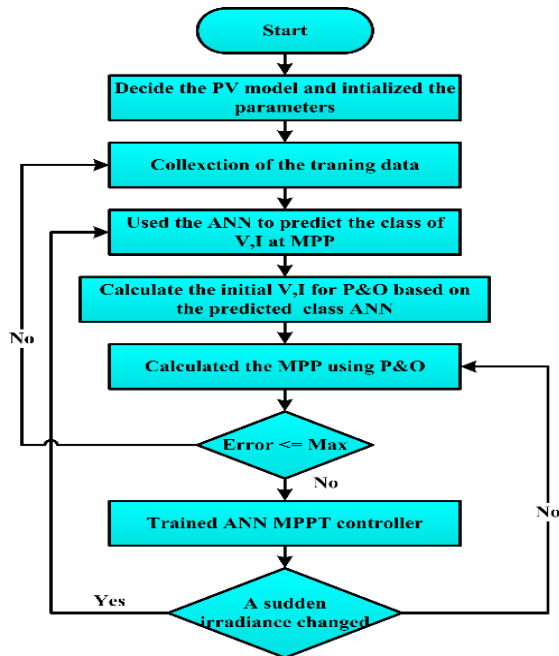 Start
Decide the PV model and intialized the
parameters
Collexction of the traning data
Used the ANN to predict the class of
V,I at MPP
Calculate the initial V,I for P&O based on
the predicted class ANN
No
Calculated the MPP using P&O
Error <= Max
No
Trained ANN MPPT controller
No
Yes
A sudden
irradiance changed